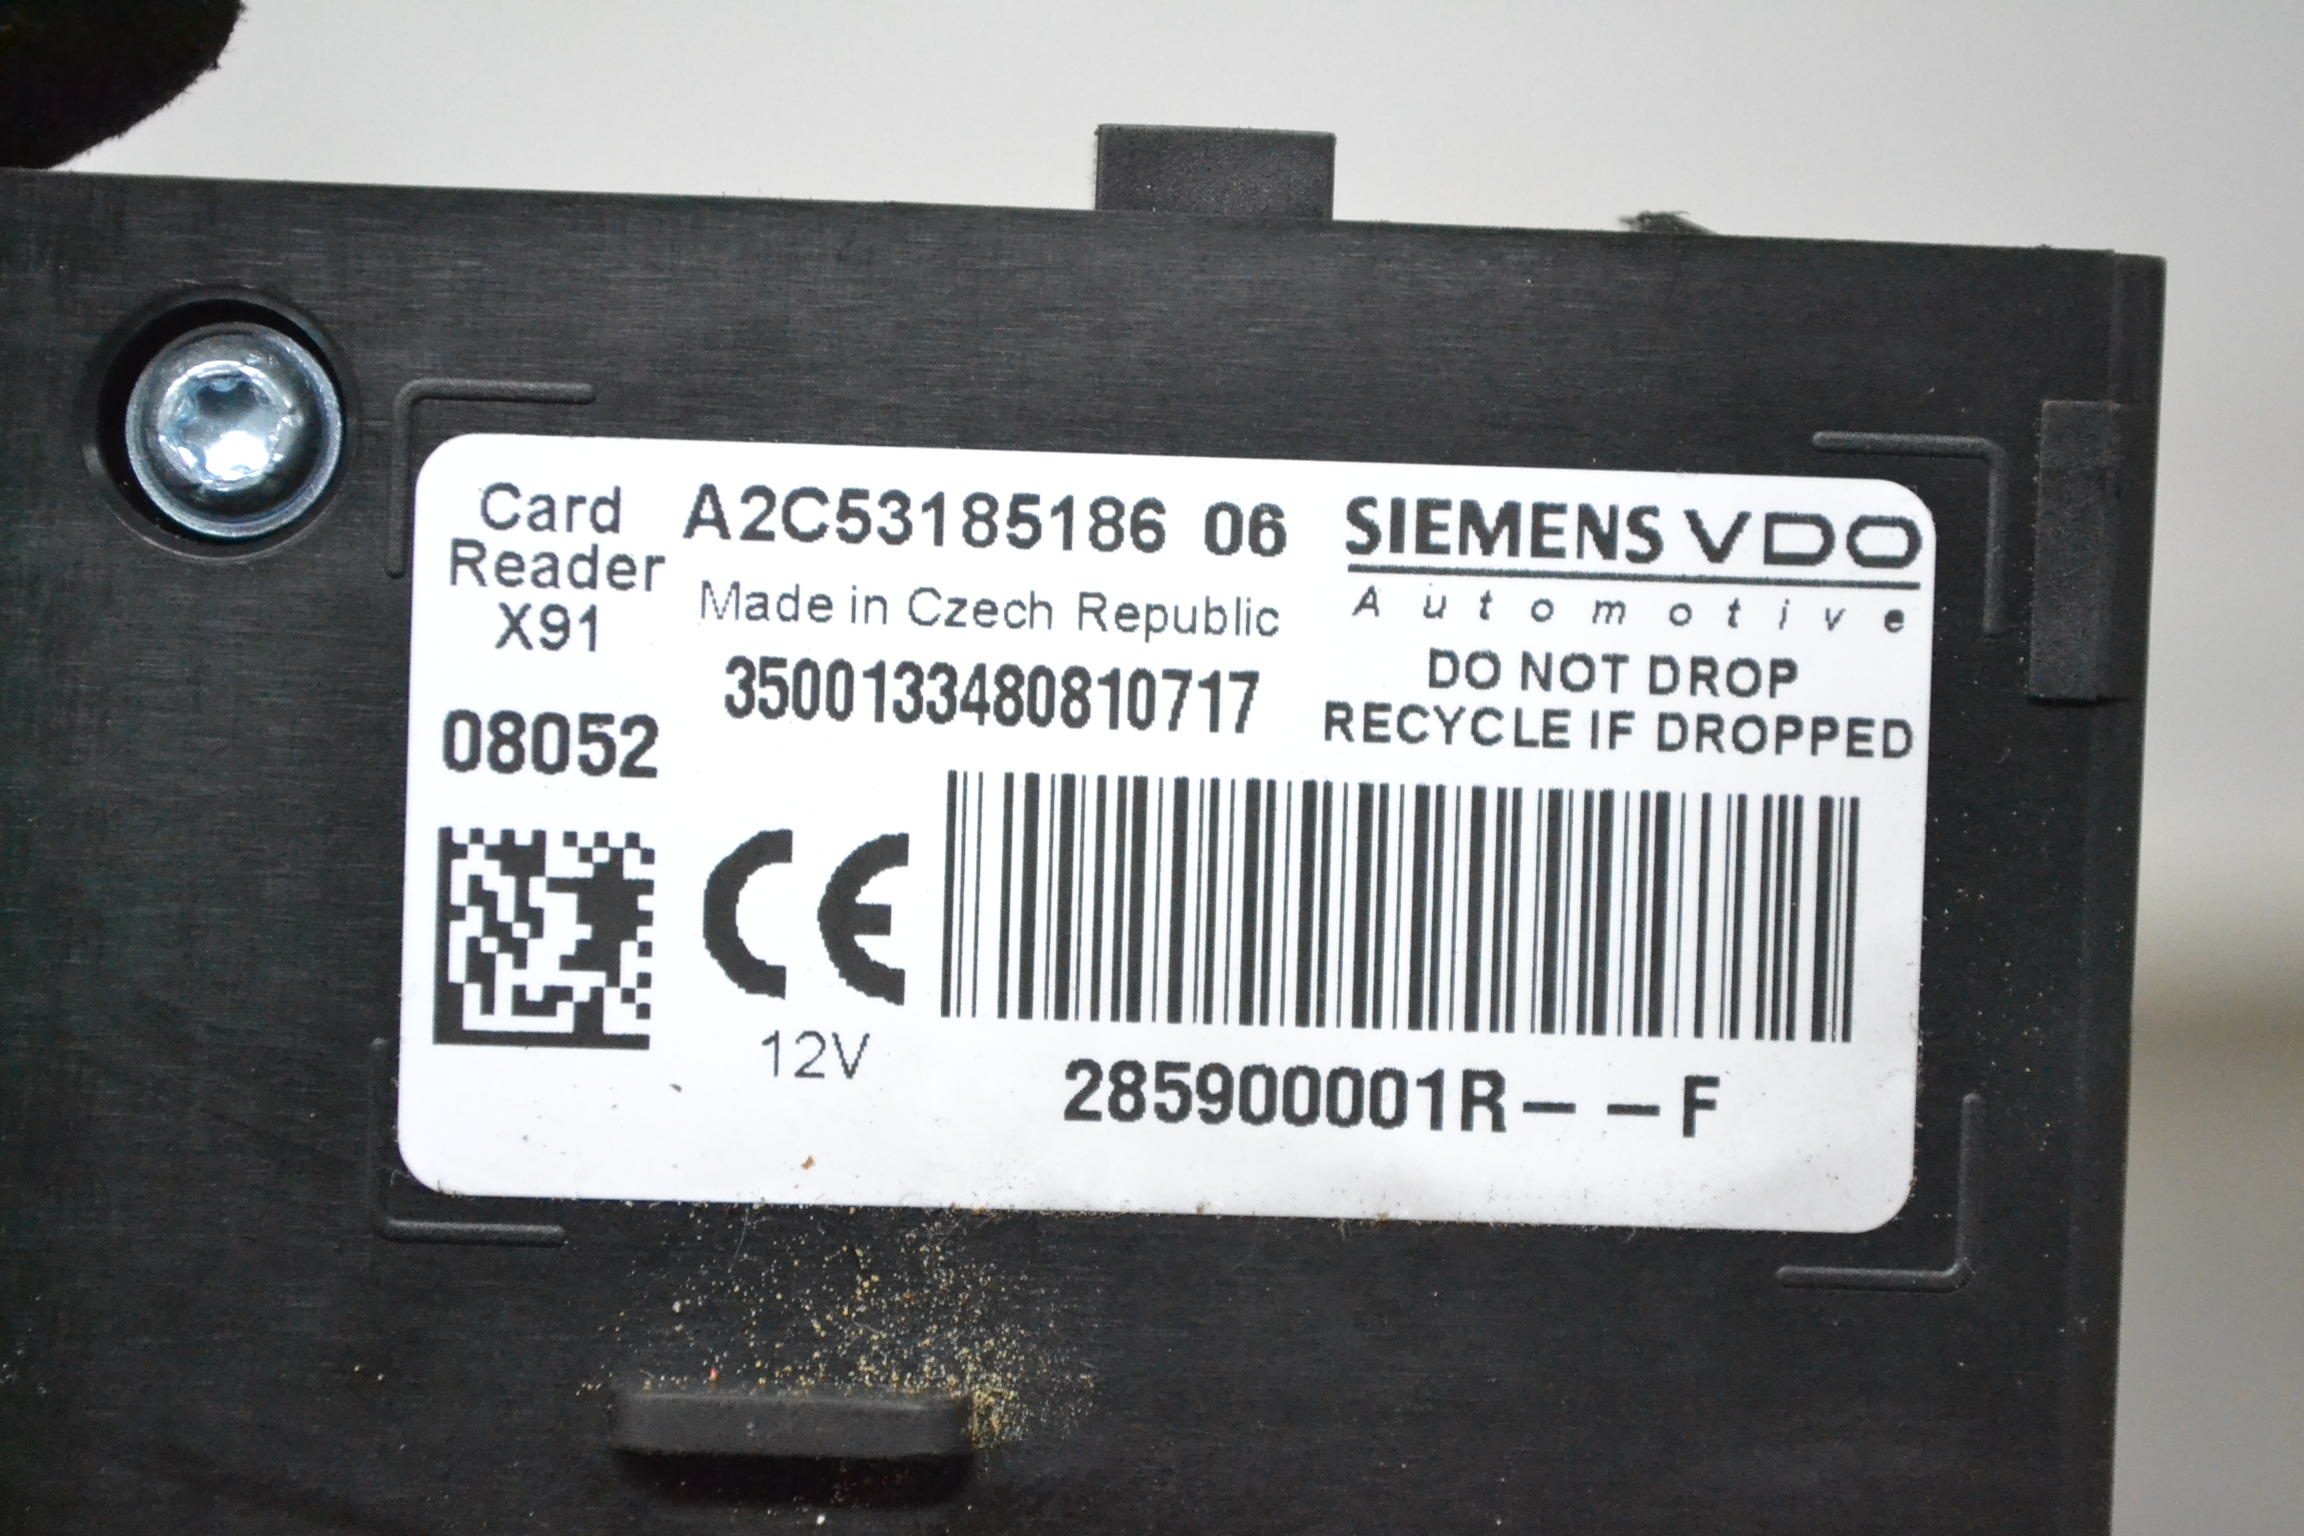 Card
Reader
X91
08052
A2C53185186 06
Made in Czech Republic
3500133480810717
SIEMENS VDO
Automotive
DO NOT DROP
RECYCLE IF DROPPED
CE
12V
285900001R--F